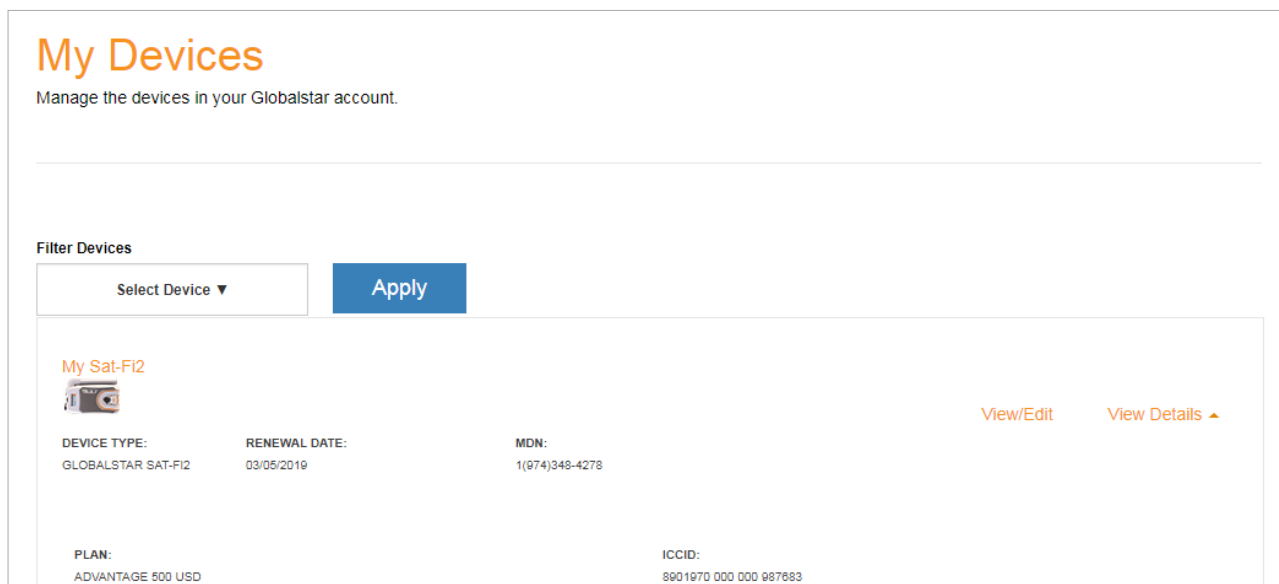 My Devices
Manage the devices in your Globalstar account.
Filter Devices
Select Device ▼
Apply
My Sat-Fi2
View/Edit
View Details ▲
DEVICE TYPE:
RENEWAL DATE:
MDN:
GLOBALSTAR SAT-FI2
03/05/2019
1(974)348-4278
PLAN:
ICCID:
ADVANTAGE 500 USD
8901970 000 000 987683